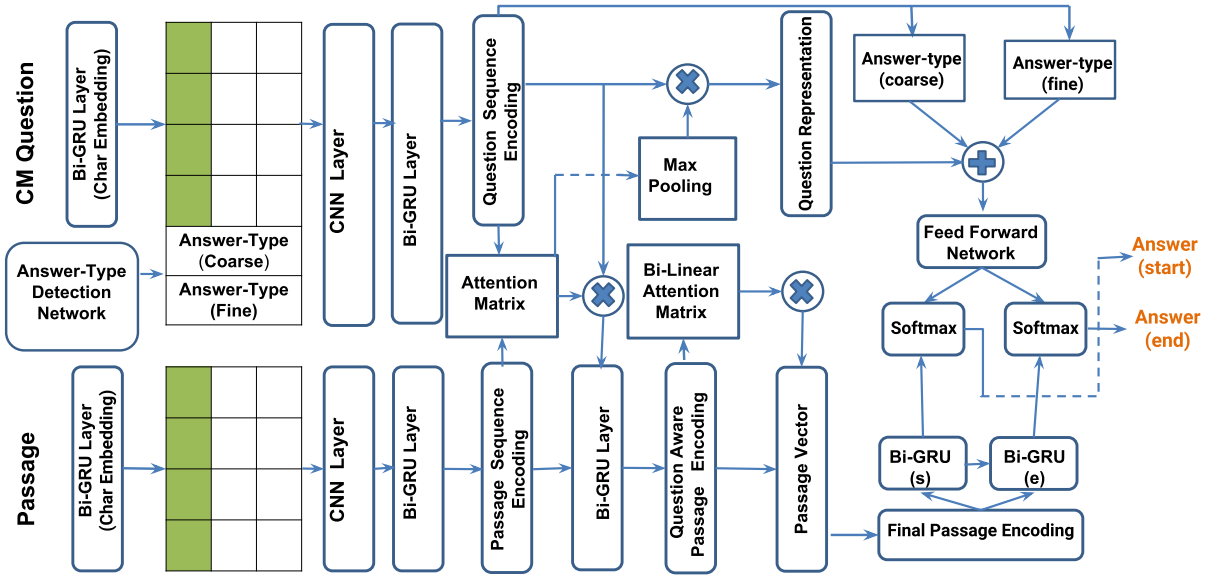 CM Question
Bi-GRU Layer
(Char Embedding)
Answer-Type
(Coarse)
Answer-Type
(Fine)
Answer-Type
Detection
Network
CNN Layer
Bi-GRU Layer
Question Sequence
Encoding
Attention
Matrix
Max
Pooling
Question Representation
Answer-type
(coarse)
Answer-type
(fine)
Feed Forward
Network
Softmax
Softmax
Answer
(start)
Answer
(end)
Bi-Linear
Attention
Matrix
Passage
Bi-GRU Layer
(Char Embedding)
CNN Layer
Bi-GRU Layer
Passage Sequence
Encoding
Bi-GRU Layer
Question Aware
Passage Encoding
Passage Vector
Bi-GRU
(s)
Bi-GRU
(e)
Final Passage Encoding